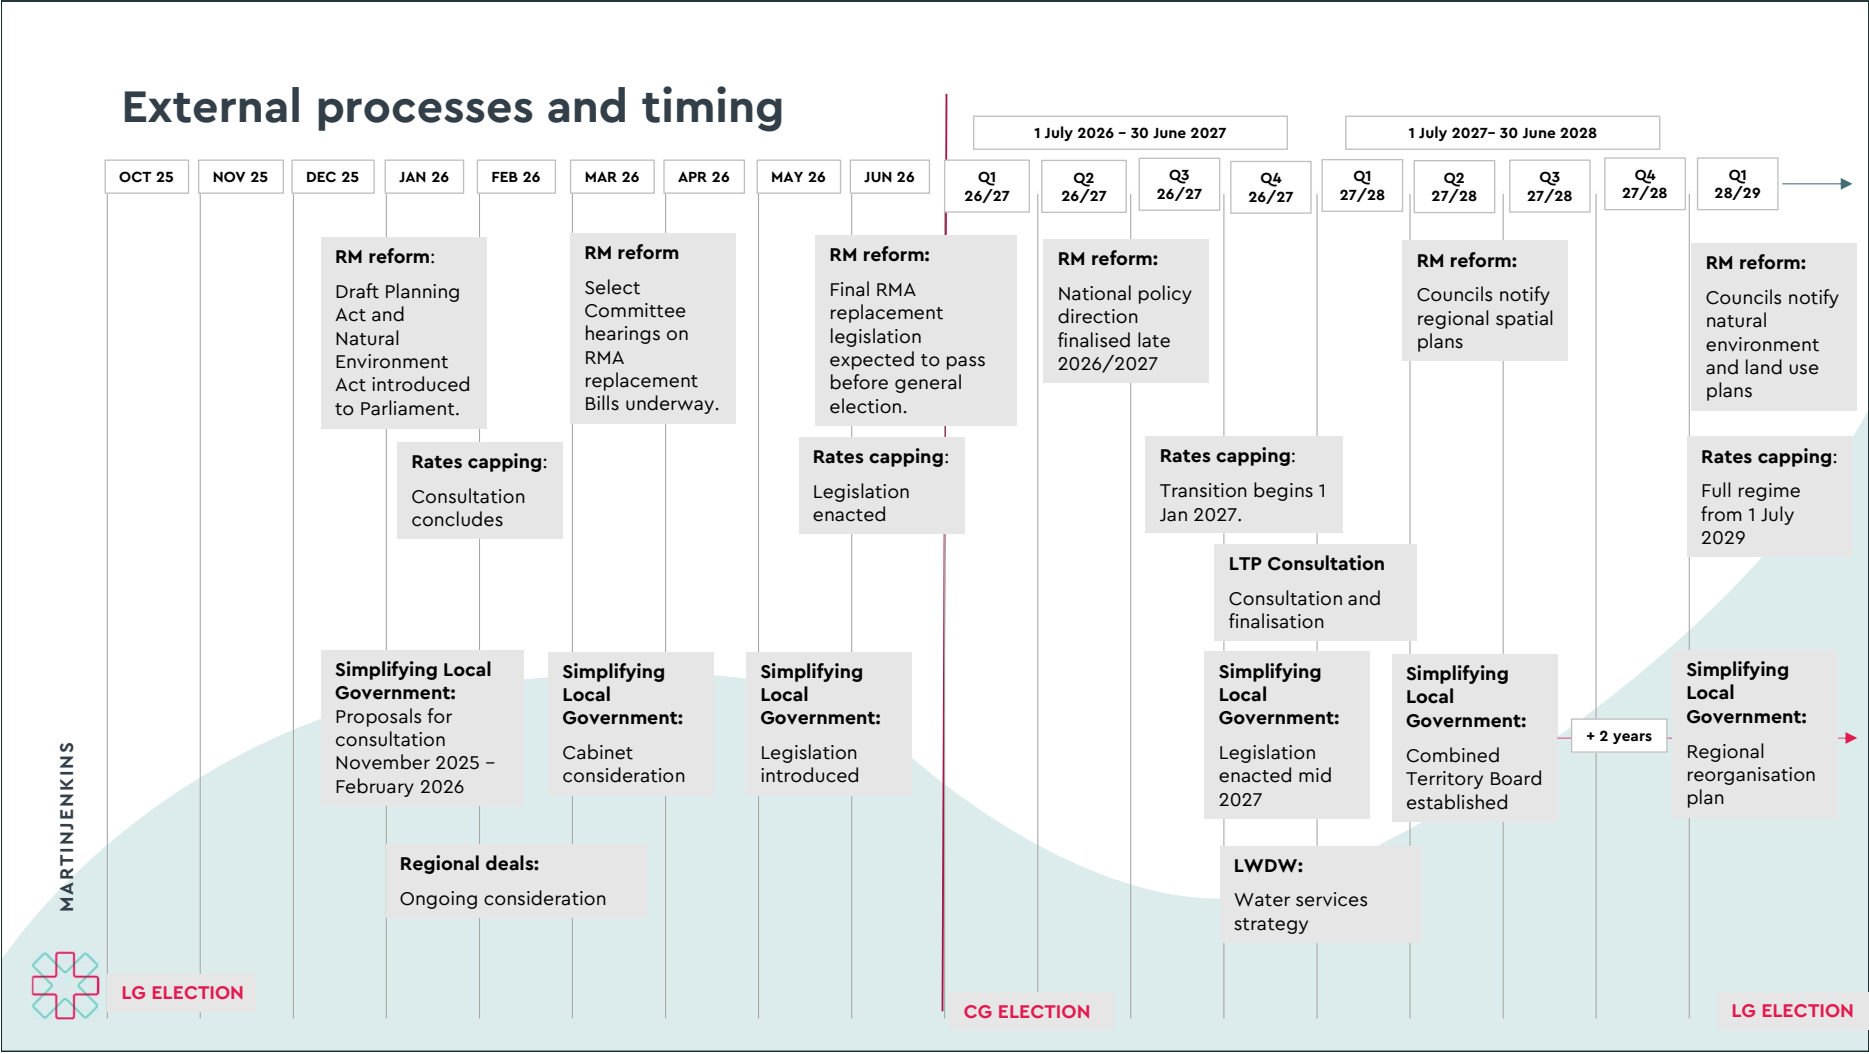 External processes and timing
1 July 2026 – 30 June 2027
1 July 2027– 30 June 2028
OCT 25
NOV 25
DEC 25
JAN 26
FEB 26
MAR 26
APR 26
MAY 26
JUN 26
Q1
26/27
Q2
26/27
Q3
26/27
Q4
26/27
Q1
27/28
Q2
27/28
Q3
27/28
Q4
27/28
Q1
28/29
RM reform:
Draft Planning
Act and
Natural
Environment
Act introduced
to Parliament.
RM reform
Select
Committee
hearings on
RMA
replacement
Bills underway.
RM reform:
Final RMA
replacement
legislation
expected to pass
before general
election.
RM reform:
National policy
direction
finalised late
2026/2027
RM reform:
Councils notify
regional spatial
plans
RM reform:
Councils notify
natural
environment
and land use
plans
Rates capping:
Consultation
concludes
Rates capping:
Legislation
enacted
Rates capping:
Transition begins 1
Jan 2027.
Rates capping:
Full regime
from 1 July
2029
LTP Consultation
Consultation and
finalisation
Simplifying Local
Government:
Proposals for
consultation
November 2025 –
February 2026
Simplifying
Local
Government:
Cabinet
consideration
Simplifying
Local
Government:
Legislation
introduced
Simplifying
Local
Government:
Legislation
enacted mid
2027
Simplifying
Local
Government:
Combined
Territory Board
established
+ 2 years
Simplifying
Local
Government:
Regional
reorganisation
plan
Regional deals:
Ongoing consideration
LWDW:
Water services
strategy
MARTINJENKINS
LG ELECTION
CG ELECTION
LG ELECTION